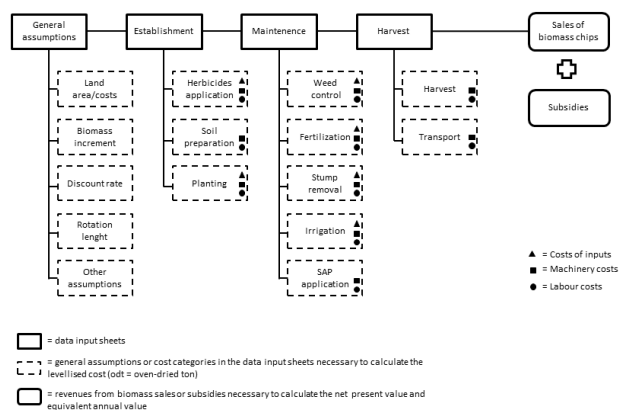 General
assumptions
Establishment
Maintenence
Harvest
Sales of
biomass chips
Subsidies
Land
area/costs
Biomass
increment
Discount rate
Rotation
lenght
Other
assumptions
Herbicides
application
Soil
preparation
Planting
Weed
control
Fertilization
Stump
removal
Irrigation
SAP
application
Harvest
Transport
= Costs of inputs
= Machinery costs
= Labour costs
= data input sheets
= general assumptions or cost categories in the data input sheets necessary to calculate the
levellised cost (odt = oven-dried ton)
= revenues from biomass sales or subsidies necessary to calculate the net present value and
equivalent annual value